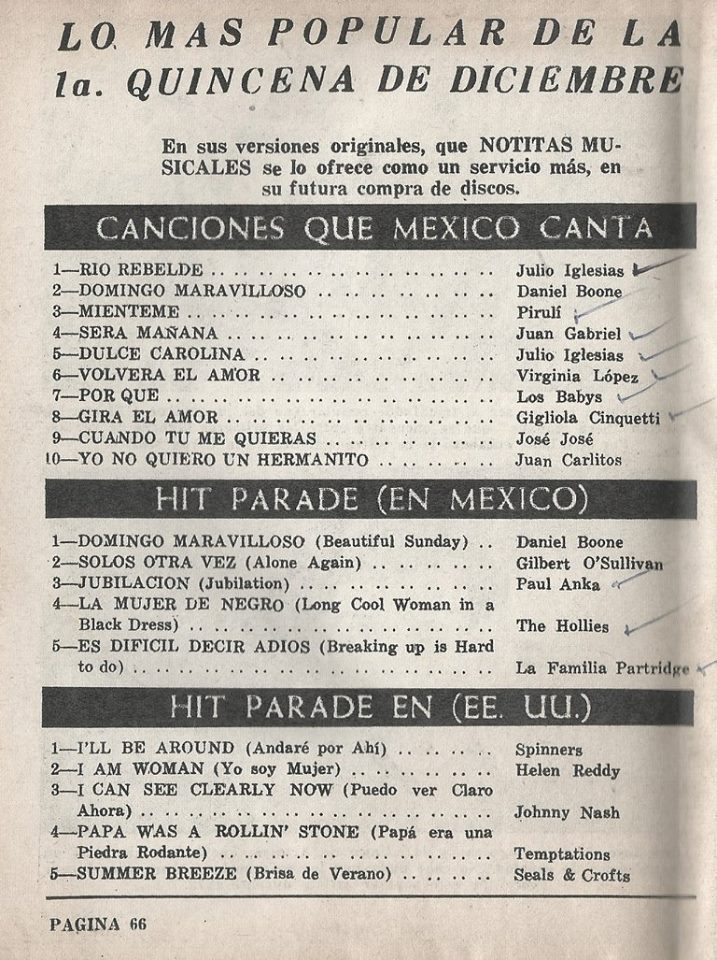 LO MAS POPULAR DE LA
1a. QUINCENA DE DICIEMBRE
En sus versiones originales, que NOTITAS MU-
SICALES se lo ofrece como un servicio más, en
su futura compra de discos.
CANCIONES QUE MEXICO CANTA
1—RIO REBELDE .. .. .. .. .. .. .. .. .. .. .. Julio Iglesias
2—DOMINGO MARAVILLOSO .. .. .. .. .. .. .. Daniel Boone
3—MIENTEME .. .. .. .. .. .. .. .. .. .. .. .. Pirulí
4—SERA MAÑANA .. .. .. .. .. .. .. .. .. .. Juan Gabriel
5—DULCE CAROLINA .. .. .. .. .. .. .. .. .. Julio Iglesias
6—VOLVERA EL AMOR .. .. .. .. .. .. .. .. .. Virginia López
7—POR QUE .. .. .. .. .. .. .. .. .. .. .. .. .. Los Babys
8—GIRA EL AMOR .. .. .. .. .. .. .. .. .. .. Gigliola Cinquetti
9—CUANDO TU ME QUIERAS .. .. .. .. .. .. José José
10—YO NO QUIERO UN HERMANITO .. .. .. .. Juan Carlitos
HIT PARADE (EN MEXICO)
1—DOMINGO MARAVILLOSO (Beautiful Sunday) .. Daniel Boone
2—SOLOS OTRA VEZ (Alone Again) .. .. .. .. .. Gilbert O'Sullivan
3—JUBILACION (Jubilation) .. .. .. .. .. .. .. Paul Anka
4—LA MUJER DE NEGRO (Long Cool Woman in a
Black Dress) .. .. .. .. .. .. .. .. .. .. .. .. The Hollies
5—ES DIFICIL DECIR ADIOS (Breaking up is Hard
to do) .. .. .. .. .. .. .. .. .. .. .. .. .. .. La Familia Partridge
HIT PARADE EN (EE. UU.)
1—I'LL BE AROUND (Andaré por Ahí) .. .. .. .. Spinners
2—I AM WOMAN (Yo soy Mujer) .. .. .. .. .. .. Helen Reddy
3—I CAN SEE CLEARLY NOW (Puedo ver Claro
Ahora) .. .. .. .. .. .. .. .. .. .. .. .. .. .. Johnny Nash
4—PAPA WAS A ROLLIN' STONE (Papá era una
Piedra Rodante) .. .. .. .. .. .. .. .. .. .. .. Temptations
5—SUMMER BREEZE (Brisa de Verano) .. .. .. .. Seals & Crofts
PAGINA 66